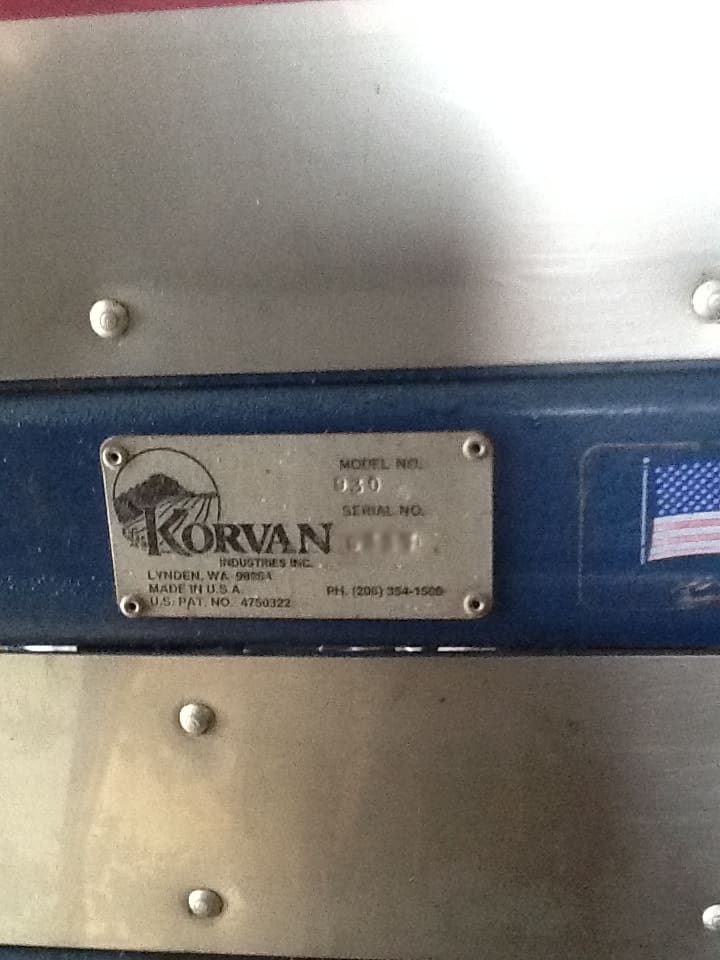 MODEL NO.
930
SERIAL NO.
KORVAN
INDUSTRIES INC.
LYNDEN, WA 98264
MADE IN U.S.A.
PH. (206) 354-1500
U.S. PAT. NO. 4750322